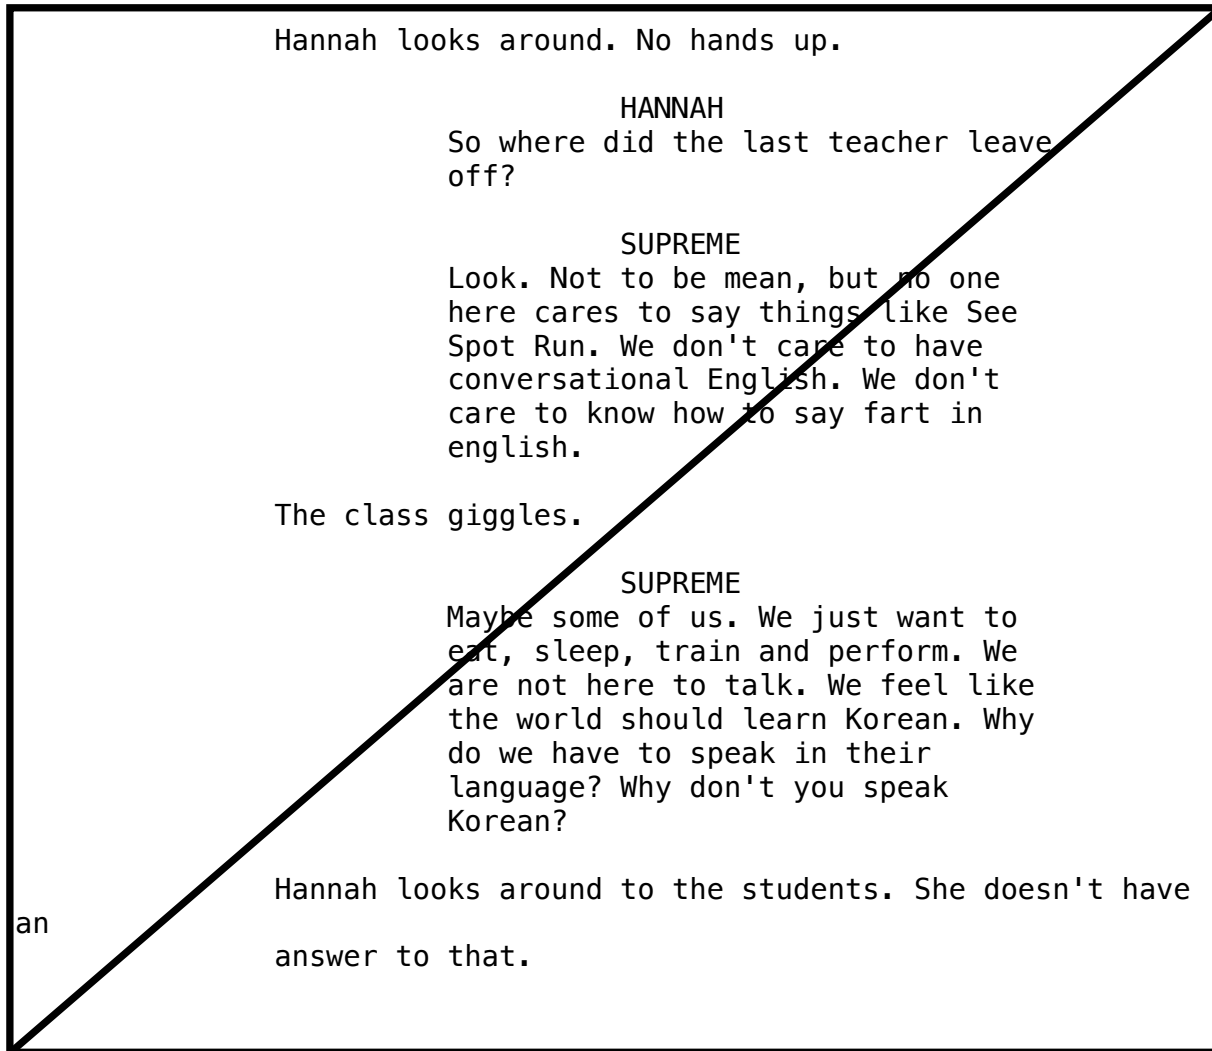 Hannah looks around. No hands up.
HANNAH
So where did the last teacher leave
off?
SUPREME
Look. Not to be mean, but no one
here cares to say things like See
Spot Run. We don't care to have
conversational English. We don't
care to know how to say fart in
english.
The class giggles.
SUPREME
Maybe some of us. We just want to
eat, sleep, train and perform. We
are not here to talk. We feel like
the world should learn Korean. Why
do we have to speak in their
language? Why don't you speak
Korean?
Hannah looks around to the students. She doesn't have
an
answer to that.